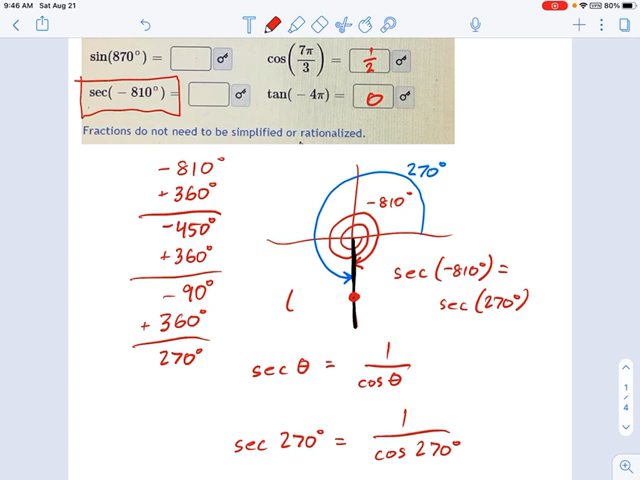 9:46 AM Sat Aug 21
80%
T
sin(870°) =
cos(7π/3) = 1/2
sec( − 810°) =
tan( − 4π) = 0
Fractions do not need to be simplified or rationalized.
-810°
+360°
-450°
+360°
-90°
+360°
270°
270°
-810°
sec(-810°) =
sec(270°)
(
sec θ = 1/cos θ
sec 270° = 1/cos 270°
1/4